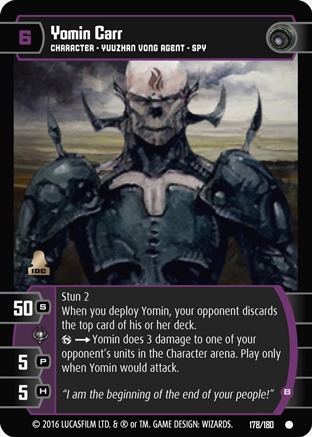 6
Yomin Carr
CHARACTER - YUUZHAN VONG AGENT - SPY
IDC
50 S
5 P
5 H
Stun 2
When you deploy Yomin, your opponent discards
the top card of his or her deck.
Yomin does 3 damage to one of your
opponent's units in the Character arena. Play only
when Yomin would attack.
"I am the beginning of the end of your people!"
B
© 2016 LUCASFILM LTD. & ® or TM. GAME DESIGN: WIZARDS.
178/180